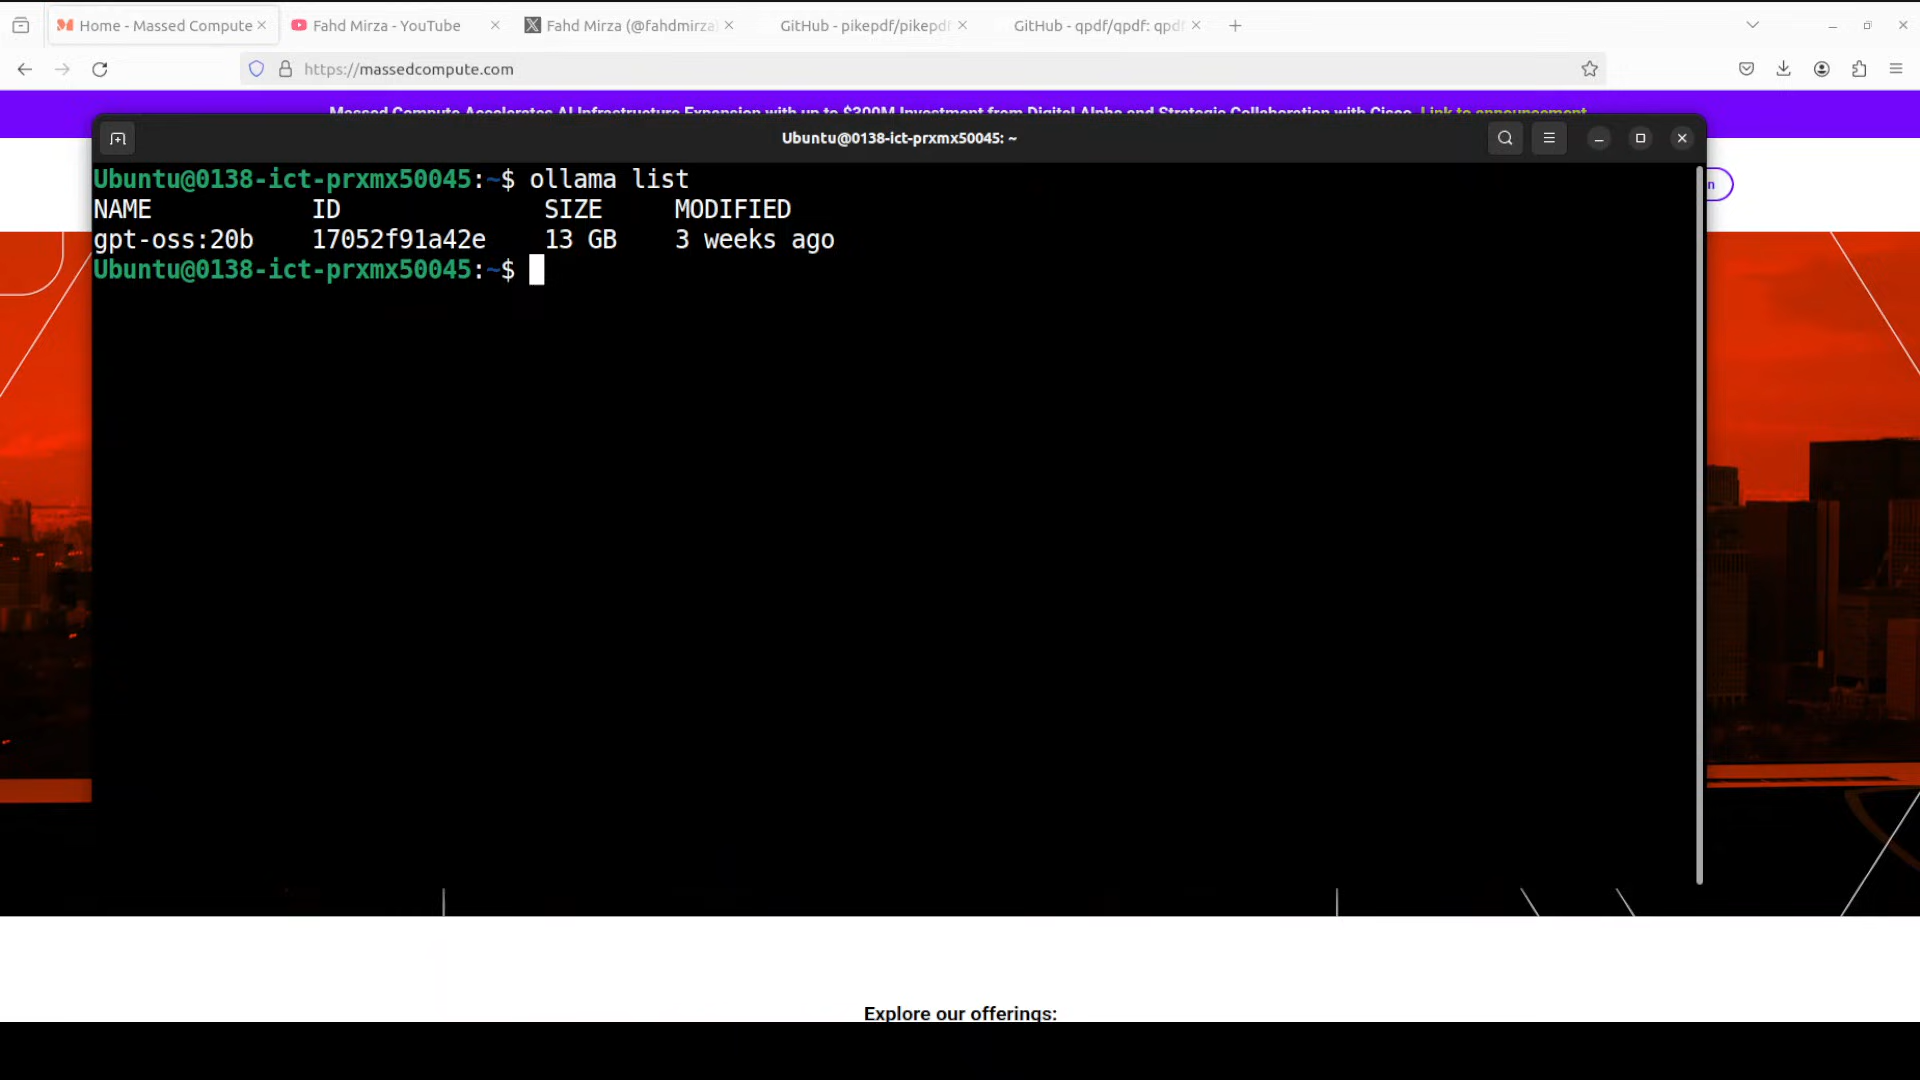 Home - Massed Compute
Fahd Mirza - YouTube
Fahd Mirza (@fahdmirza)
GitHub - pikepdf/pikepdf
GitHub - qpdf/qpdf: qpdf
https://massedcompute.com
Massed Compute Accelerates AI Infrastructure Expansion with up to $300M Investment from Digital Alpha and Strategic Collaboration with Cisco. Link to announcement
Ubuntu@0138-ict-prxmx50045: ~
Ubuntu@0138-ict-prxmx50045:~$ ollama list
NAME ID SIZE MODIFIED
gpt-oss:20b 17052f91a42e 13 GB 3 weeks ago
Ubuntu@0138-ict-prxmx50045:~$
n
Explore our offerings: